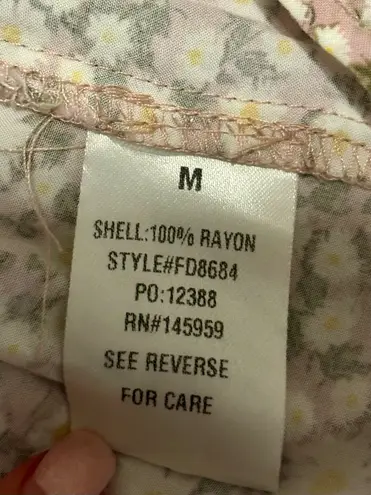 M
SHELL:100% RAYON
STYLE#FD8684
PO:12388
RN#145959
SEE REVERSE
FOR CARE